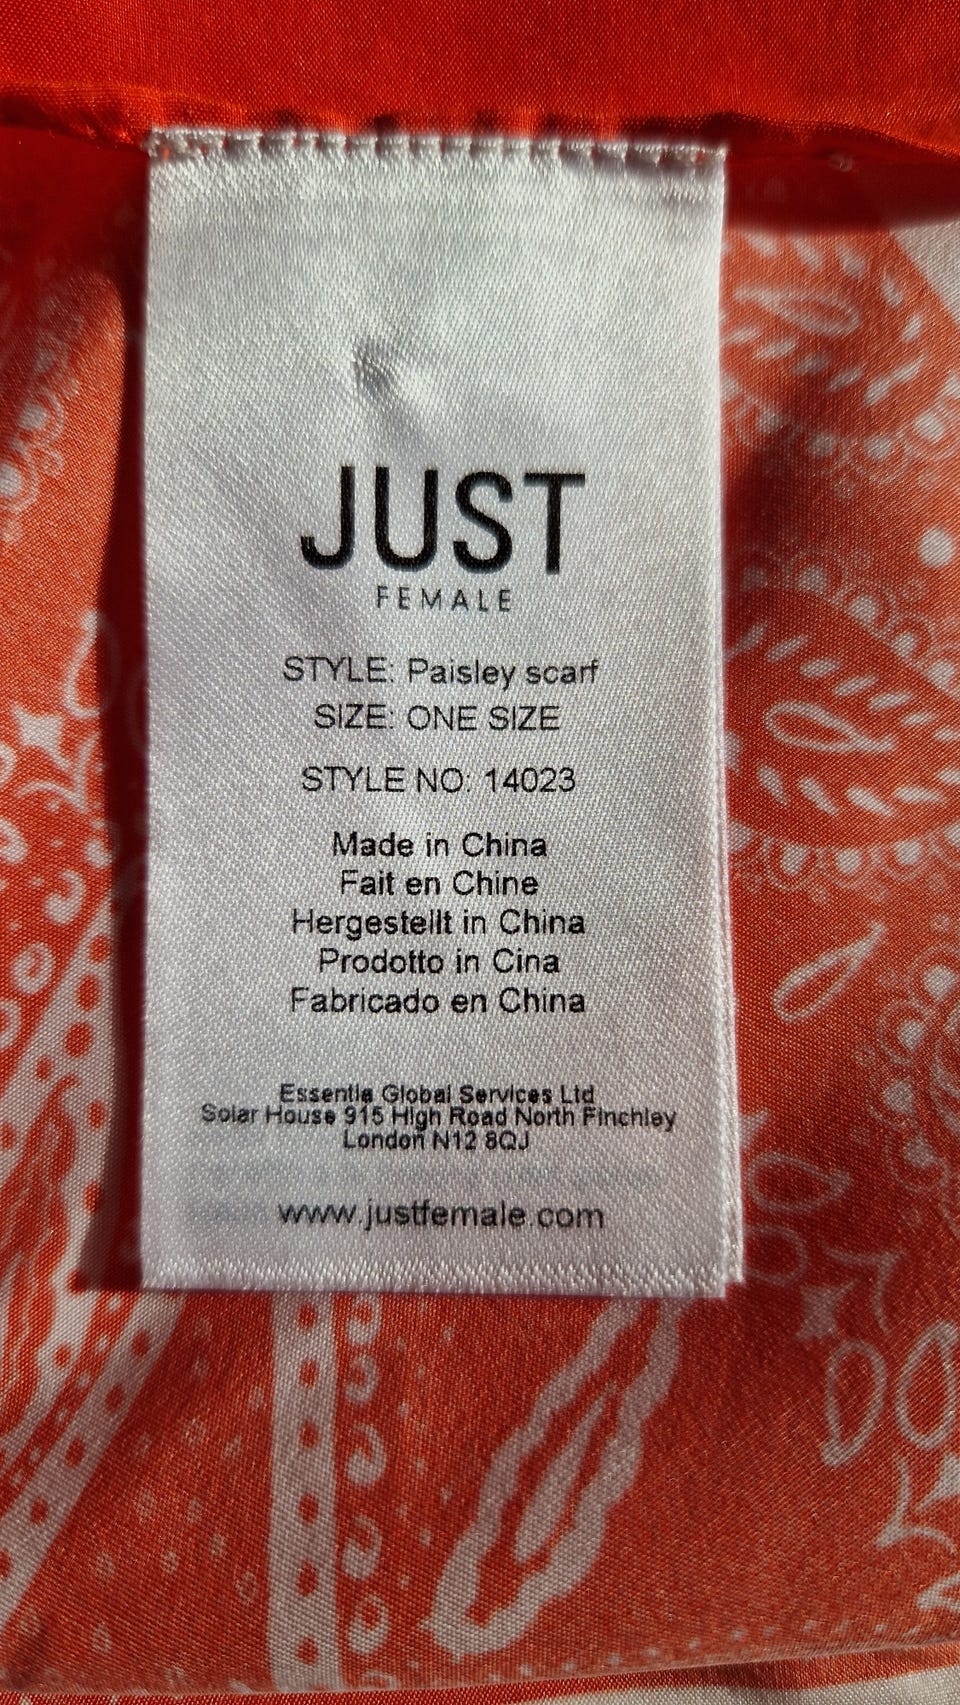 JUST
FEMALE
STYLE: Paisley scarf
SIZE: ONE SIZE
STYLE NO: 14023
Made in China
Fait en Chine
Hergestellt in China
Prodotto in Cina
Fabricado en China
Essentia Global Services Ltd
Solar House 915 High Road North Finchley
London N12 8QJ
www.justfemale.com